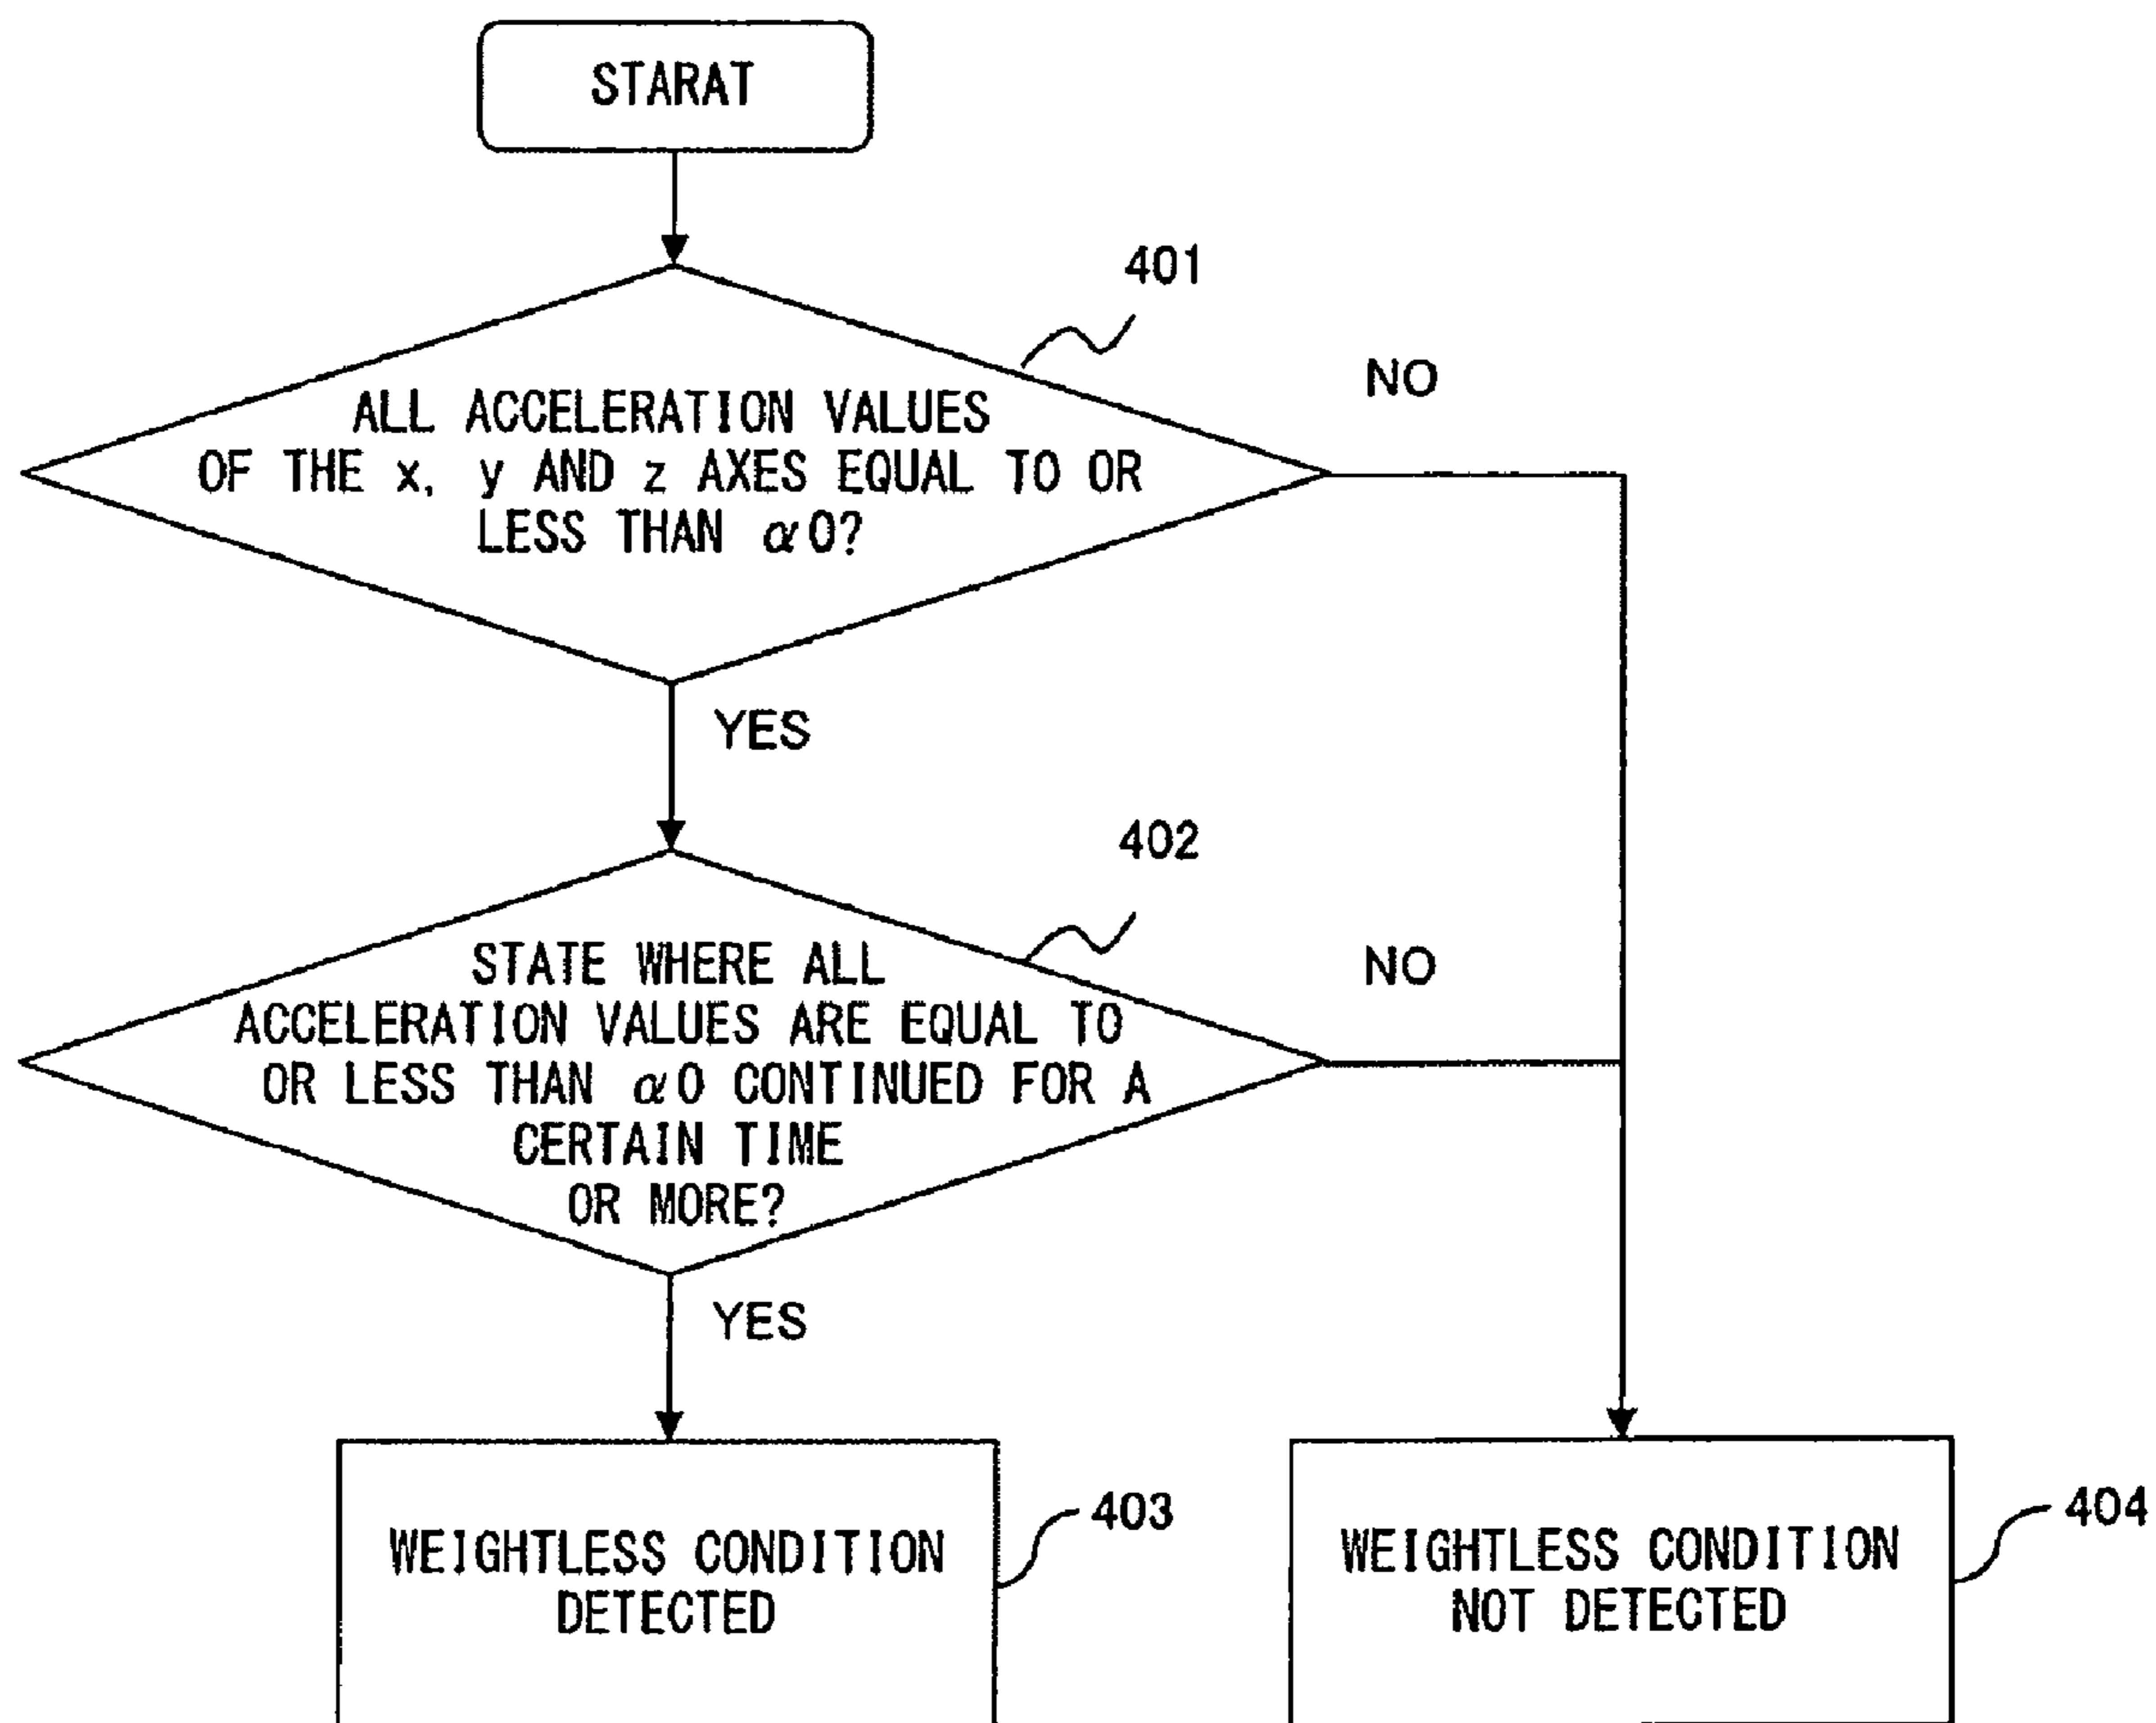 STARAT
401
NO
ALL ACCELERATION VALUES
OF THE x, y AND z AXES EQUAL TO OR
LESS THAN α0?
YES
402
NO
STATE WHERE ALL
ACCELERATION VALUES ARE EQUAL TO
OR LESS THAN α0 CONTINUED FOR A
CERTAIN TIME
OR MORE?
YES
403
WEIGHTLESS CONDITION
DETECTED
404
WEIGHTLESS CONDITION
NOT DETECTED